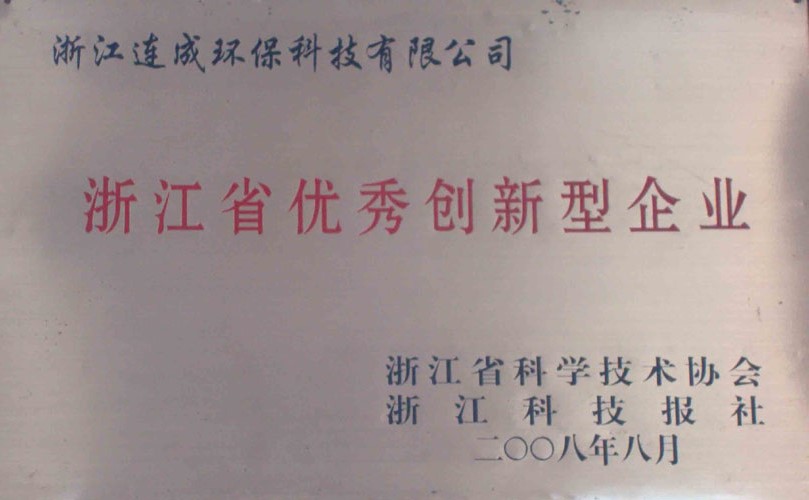 浙江连成环保科技有限公司
浙江省优秀创新型企业
浙江省科学技术协会
浙江科技报社
二〇〇八年八月